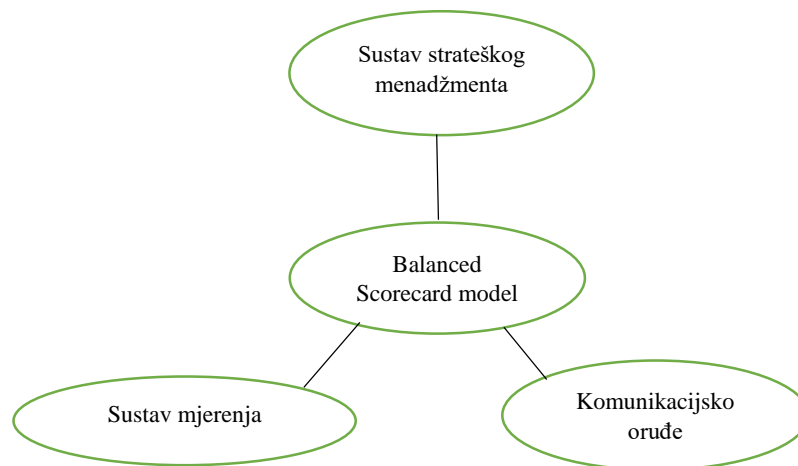 Sustav strateškog
menadžmenta
Balanced
Scorecard model
Sustav mjerenja
Komunikacijsko
oruđe